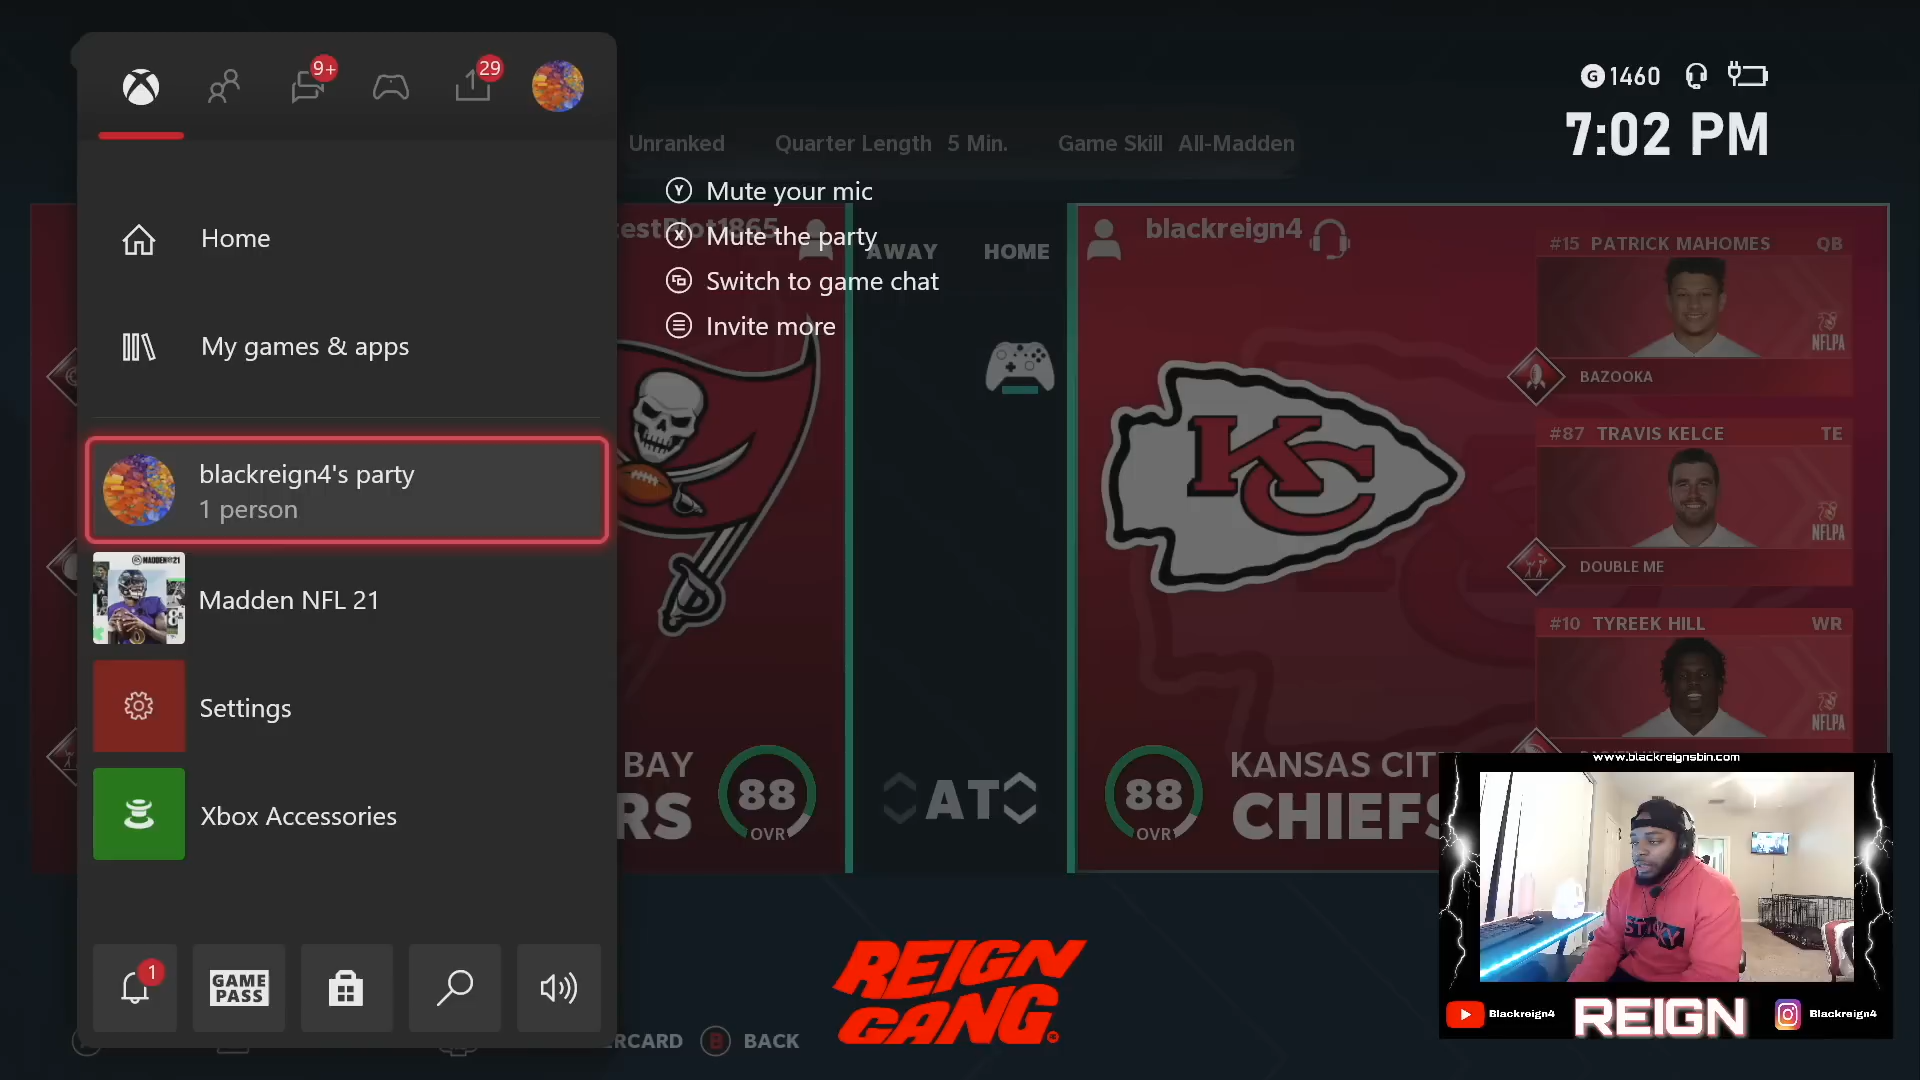 9+
29
1460
7:02 PM
Unranked
Quarter Length 5 Min.
Game Skill All-Madden
Home
My games & apps
blackreign4's party
1 person
Madden NFL 21
Settings
Xbox Accessories
1
GAME
PASS
Y Mute your mic
X Mute the party
Switch to game chat
Invite more
AWAY
HOME
blackreign4
#15 PATRICK MAHOMES QB
NFLPA
BAZOOKA
#87 TRAVIS KELCE TE
NFLPA
DOUBLE ME
#10 TYREEK HILL WR
NFLPA
KC
BAY
RS
88
OVR
AT
88
OVR
KANSAS CIT
CHIEFS
B BACK
REIGN
GANG
www.blackreignsbin.com
Blackreign4
REIGN
Blackreign4